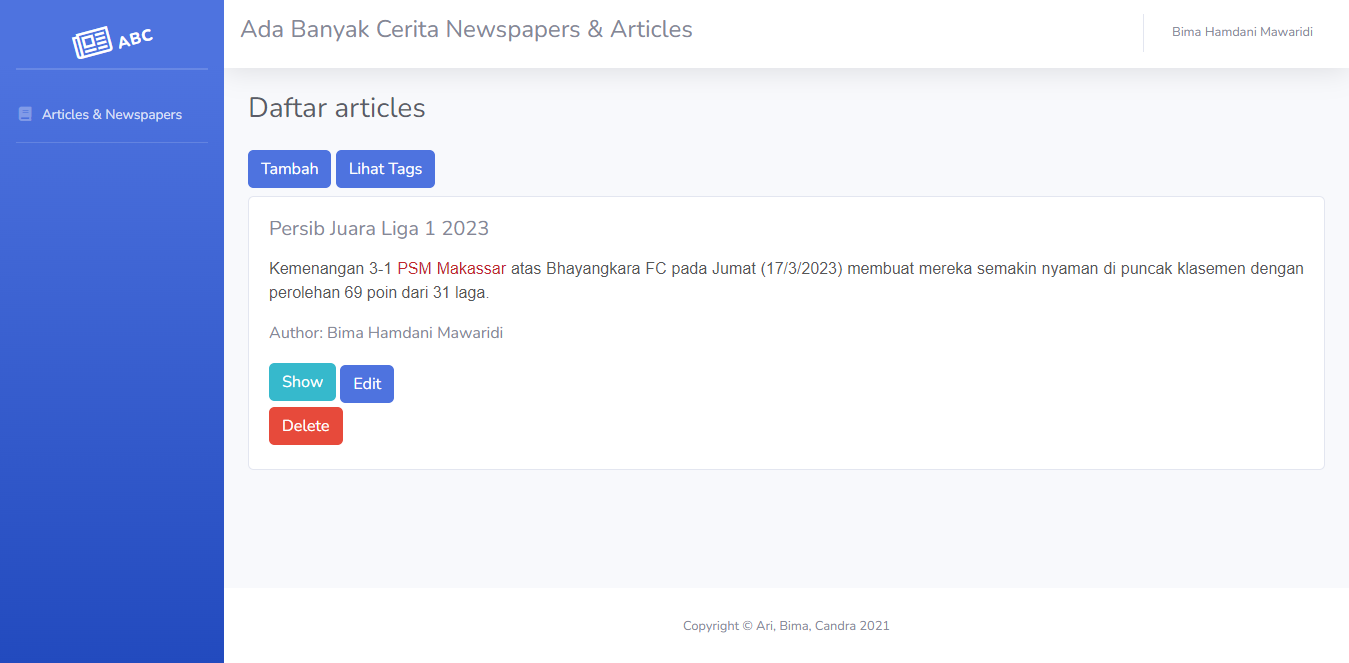 ABC
Articles & Newspapers
Ada Banyak Cerita Newspapers & Articles
Bima Hamdani Mawaridi
Daftar articles
Tambah
Lihat Tags
Persib Juara Liga 1 2023
Kemenangan 3-1 PSM Makassar atas Bhayangkara FC pada Jumat (17/3/2023) membuat mereka semakin nyaman di puncak klasemen dengan
perolehan 69 poin dari 31 laga.
Author: Bima Hamdani Mawaridi
Show
Edit
Delete
Copyright © Ari, Bima, Candra 2021